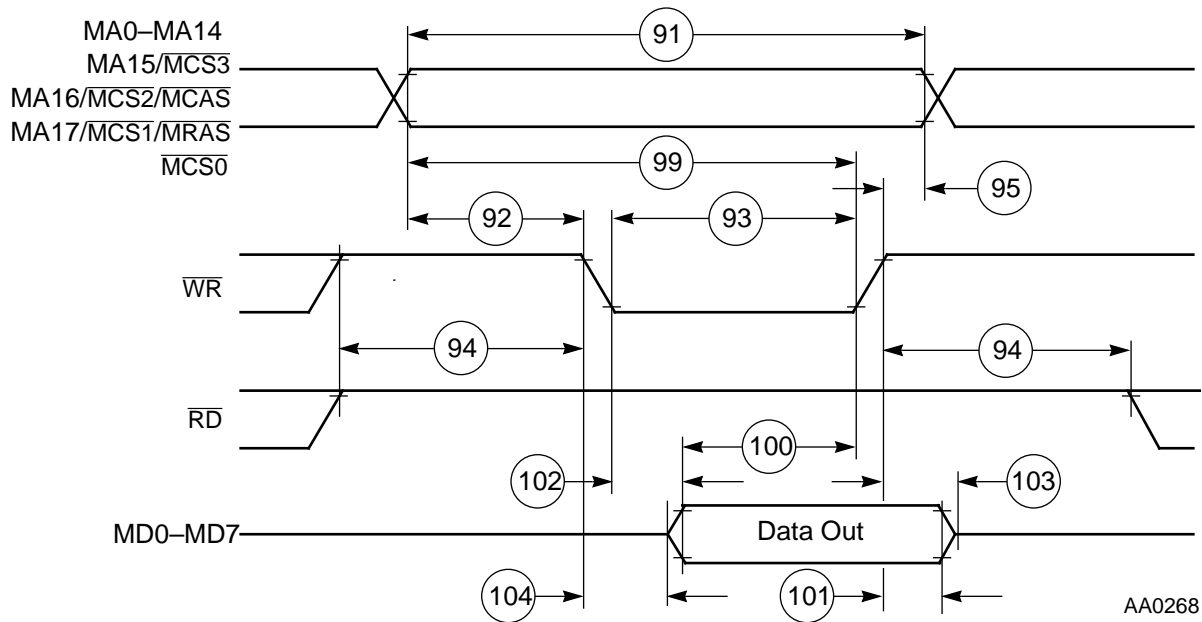 MA0–MA14
91
MA15/MCS3
MA16/MCS2/MCAS
MA17/MCS1/MRAS
MCS0
99
95
92
93
WR
94
94
RD
100
102
103
MD0–MD7
Data Out
104
101
AA0268